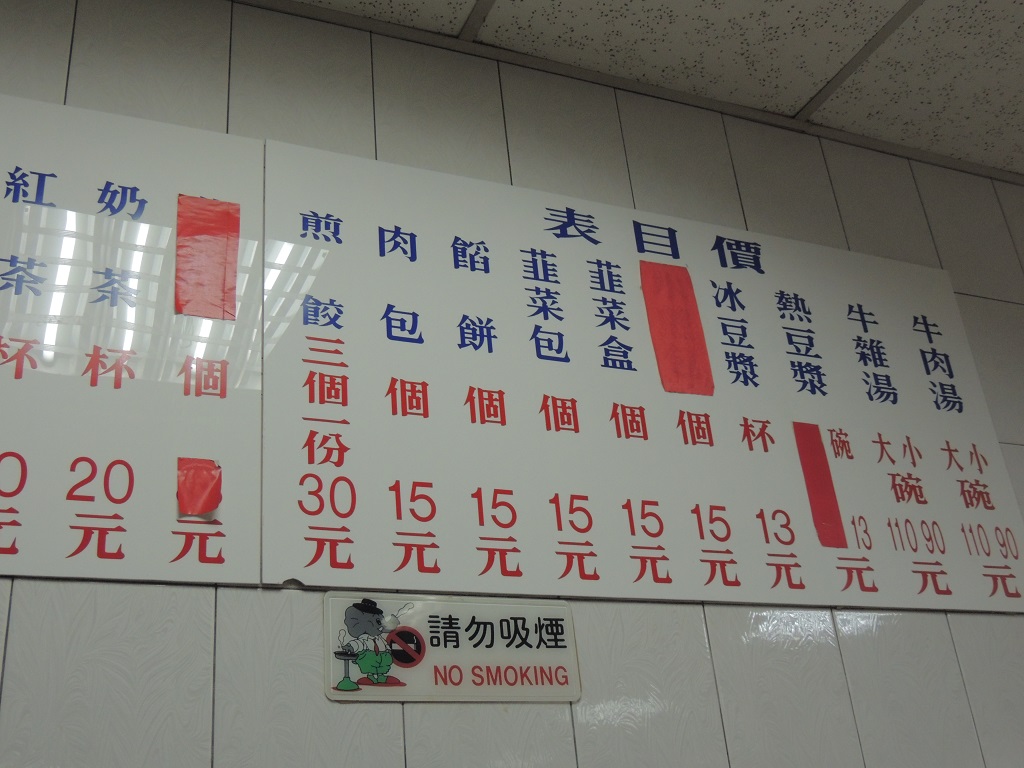 價目表
牛肉湯 大小碗 110 90 元
牛雜湯 大小碗 110 90 元
熱豆漿 碗 13 元
冰豆漿 杯 13 元
個 15 元
韭菜盒 個 15 元
韭菜包 個 15 元
餡餅 個 15 元
肉包 個 15 元
煎餃 三個一份 30 元
個 元
奶茶 杯 20 元
紅茶 杯 元
請勿吸煙
NO SMOKING